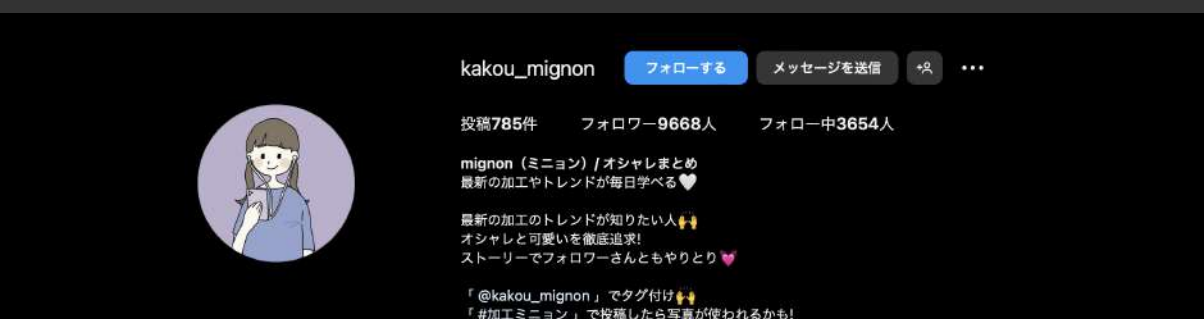 kakou_mignon フォローする メッセージを送信
投稿785件 フォロワー9668人 フォロー中3654人
mignon（ミニョン）/ オシャレまとめ
最新の加工やトレンドが毎日学べる🤍
最新の加工のトレンドが知りたい人🙌
オシャレと可愛いを徹底追求!
ストーリーでフォロワーさんともやりとり💓
「 @kakou_mignon 」でタグ付け🙌
「 #加工ミニョン 」で投稿したら写真が使われるかも!